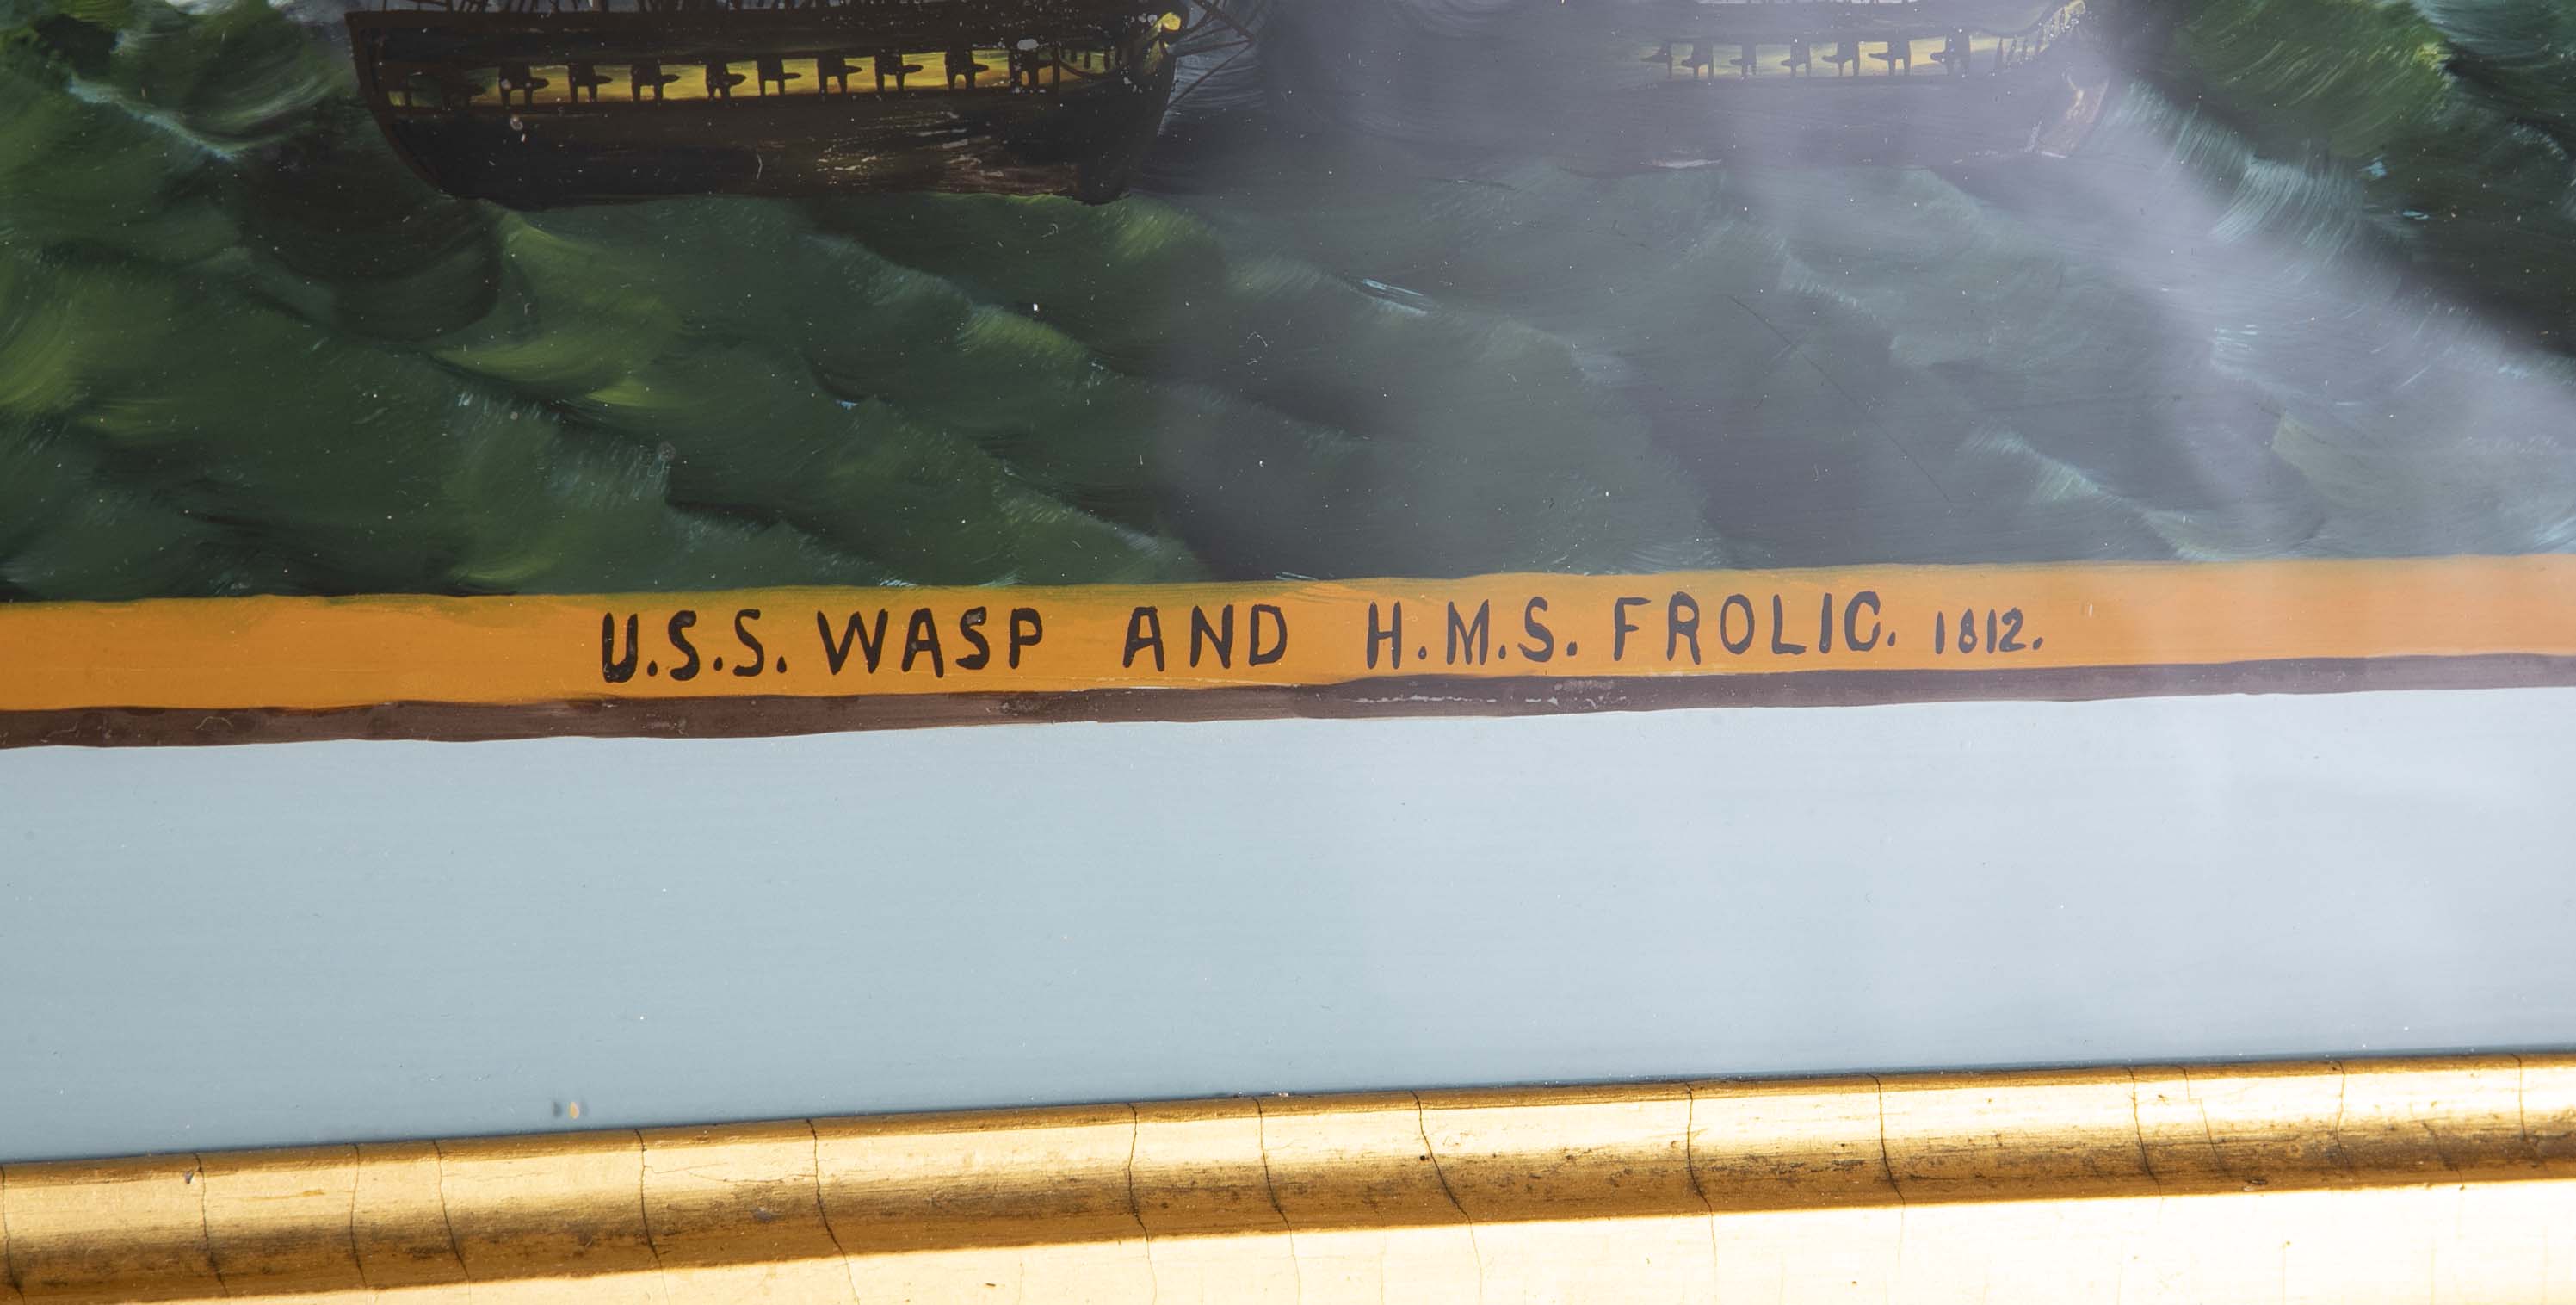 U.S.S. WASP AND H.M.S. FROLIC. 1812.